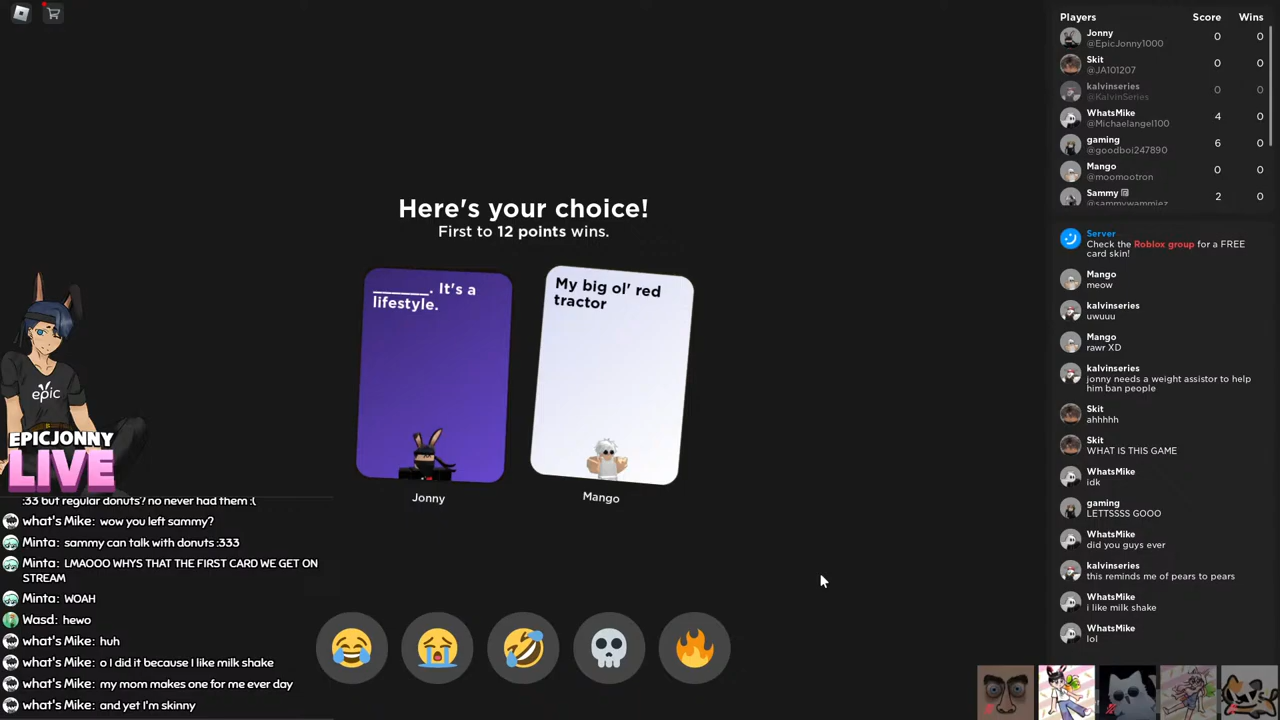 Players Score Wins
Jonny
@EpicJonny1000 0 0
Skit
@JA101207 0 0
kalvinseries
@KalvinSeries 0 0
WhatsMike
@Michaelangel100 4 0
gaming
@goodboi247890 6 0
Mango
@moomootron 0 0
Sammy
@sammywammiez 2 0
Here's your choice!
First to 12 points wins.
______. It's a
lifestyle.
My big ol' red
tractor
Jonny
Mango
Server
Check the Roblox group for a FREE
card skin!
Mango
meow
kalvinseries
uwuuu
Mango
rawr XD
kalvinseries
jonny needs a weight assistor to help
him ban people
Skit
ahhhhh
Skit
WHAT IS THIS GAME
WhatsMike
idk
gaming
LETTSSSS GOOO
WhatsMike
did you guys ever
kalvinseries
this reminds me of pears to pears
WhatsMike
i like milk shake
WhatsMike
lol
epic
EPICJONNY
LIVE
:33 but regular donuts? no never had them :(
what's Mike: wow you left sammy?
Minta: sammy can talk with donuts :333
Minta: LMAOOO WHYS THAT THE FIRST CARD WE GET ON
STREAM
Minta: WOAH
Wasd: hewo
what's Mike: huh
what's Mike: o I did it because I like milk shake
what's Mike: my mom makes one for me ever day
what's Mike: and yet I'm skinny